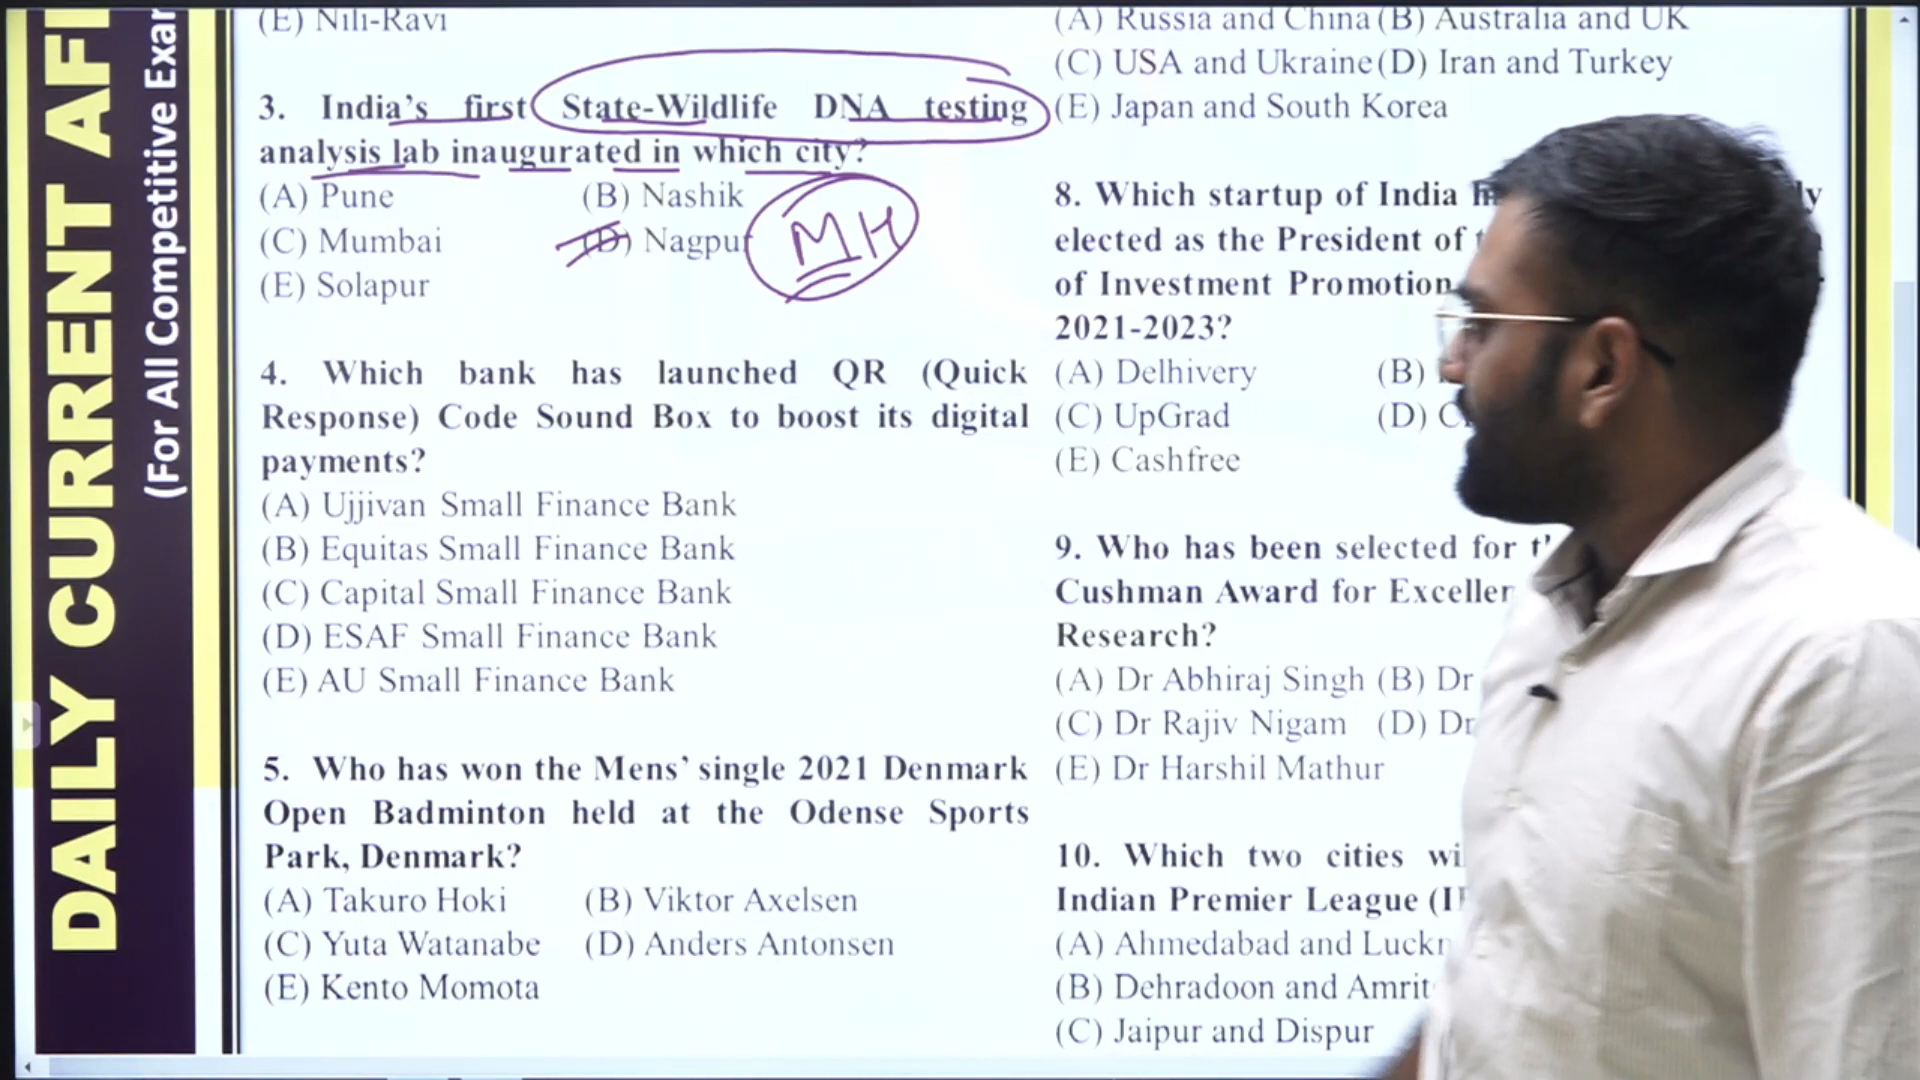 DAILY CURRENT AF
(For All Competitive Exa
(E) Nili-Ravi
3. India’s first State-Wildlife DNA testing
analysis lab inaugurated in which city?
(A) Pune (B) Nashik
(C) Mumbai (D) Nagpur
(E) Solapur
MH
4. Which bank has launched QR (Quick
Response) Code Sound Box to boost its digital
payments?
(A) Ujjivan Small Finance Bank
(B) Equitas Small Finance Bank
(C) Capital Small Finance Bank
(D) ESAF Small Finance Bank
(E) AU Small Finance Bank
5. Who has won the Mens’ single 2021 Denmark
Open Badminton held at the Odense Sports
Park, Denmark?
(A) Takuro Hoki (B) Viktor Axelsen
(C) Yuta Watanabe (D) Anders Antonsen
(E) Kento Momota
(A) Russia and China (B) Australia and UK
(C) USA and Ukraine (D) Iran and Turkey
(E) Japan and South Korea
8. Which startup of India
elected as the President of
of Investment Promotion
2021-2023?
(A) Delhivery (B)
(C) UpGrad (D) C
(E) Cashfree
9. Who has been selected for
Cushman Award for
Research?
(A) Dr Abhiraj Singh (B) Dr
(C) Dr Rajiv Nigam (D) Dr
(E) Dr Harshil Mathur
10. Which two cities
Indian Premier League
(A) Ahmedabad and
(B) Dehradoon and
(C) Jaipur and Dispur